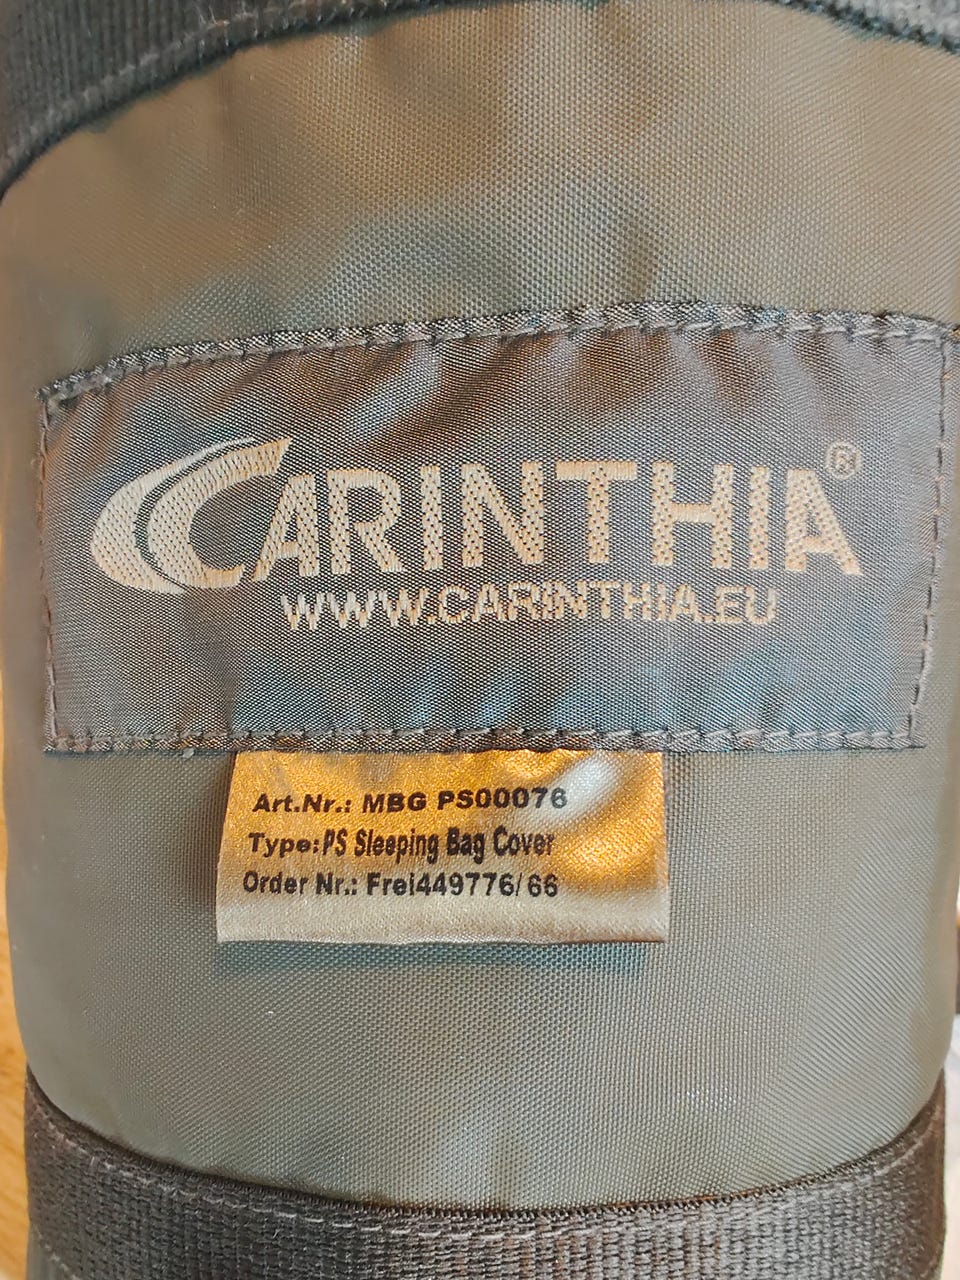 CARINTHIA®
WWW.CARINTHIA.EU
Art.Nr.: MBG PS00076
Type:PS Sleeping Bag Cover
Order Nr.: Frei449776/66